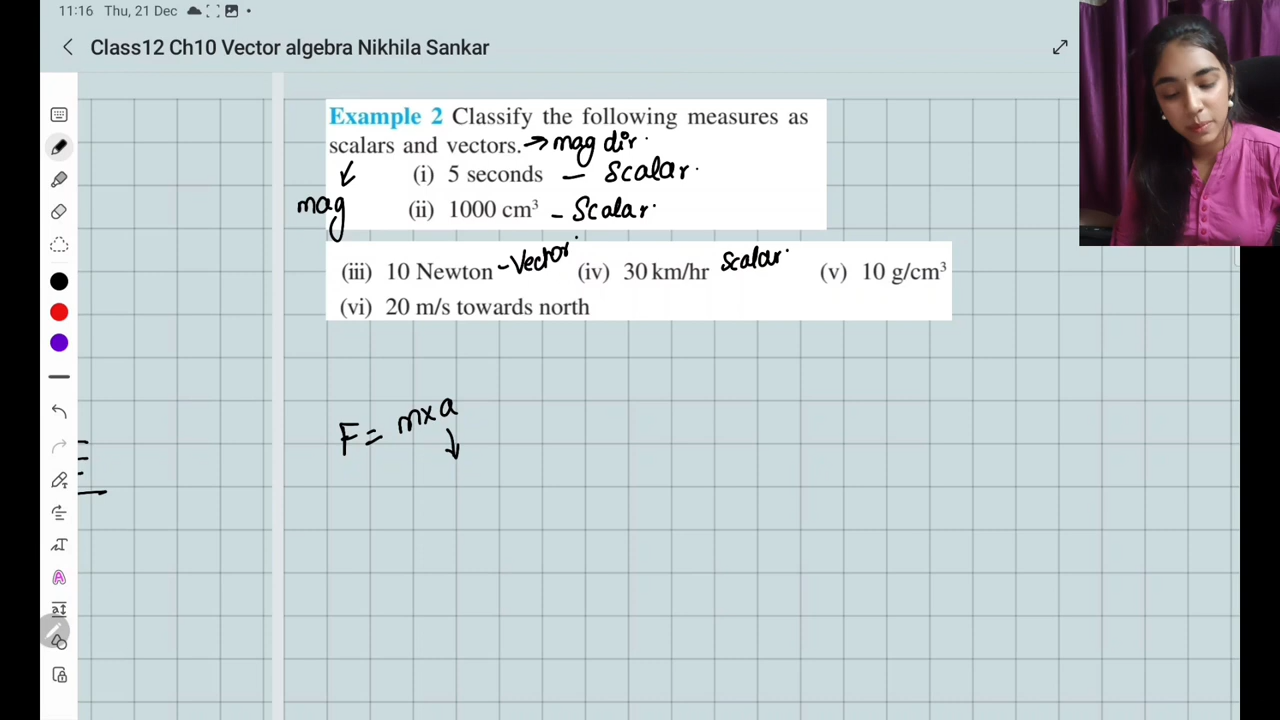 11:16 Thu, 21 Dec
Class12 Ch10 Vector algebra Nikhila Sankar
Example 2 Classify the following measures as
scalars and vectors. → mag dir.
mag
(i) 5 seconds - Scalar.
(ii) 1000 cm³ - Scalar.
(iii) 10 Newton - Vector. (iv) 30 km/hr Scalar. (v) 10 g/cm³
(vi) 20 m/s towards north
F = m × a